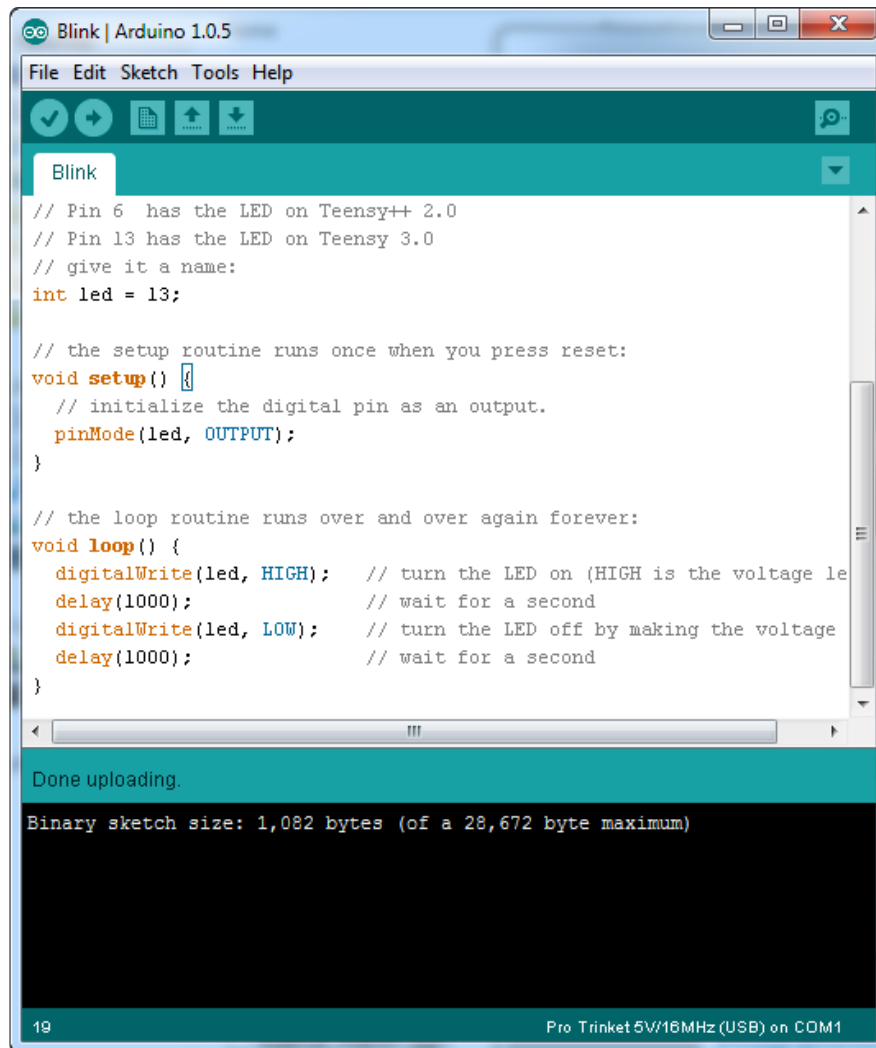 Blink | Arduino 1.0.5
File Edit Sketch Tools Help
Blink
// Pin 6  has the LED on Teensy++ 2.0
// Pin 13 has the LED on Teensy 3.0
// give it a name:
int led = 13;
// the setup routine runs once when you press reset:
void setup() {
  // initialize the digital pin as an output.
  pinMode(led, OUTPUT);
}
// the loop routine runs over and over again forever:
void loop() {
  digitalWrite(led, HIGH);   // turn the LED on (HIGH is the voltage le
  delay(1000);               // wait for a second
  digitalWrite(led, LOW);    // turn the LED off by making the voltage
  delay(1000);               // wait for a second
}
Done uploading.
Binary sketch size: 1,082 bytes (of a 28,672 byte maximum)
19 Pro Trinket 5V/16MHz (USB) on COM1